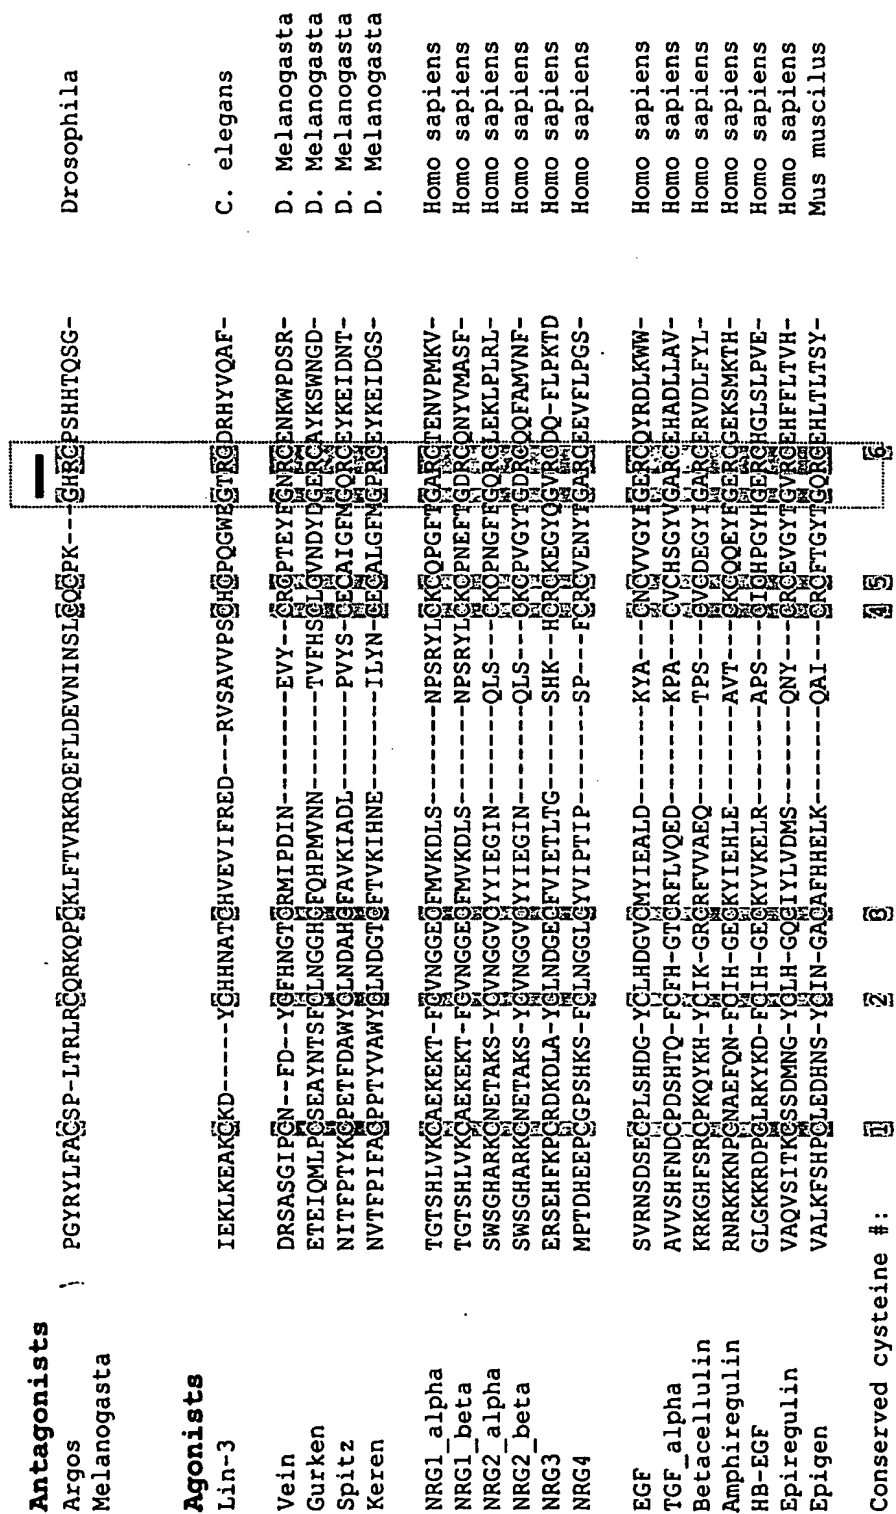 Antagonists
Argos PGYRYLFACSP-LTRLRCQRKQPCKLFTVRKRQEFLDEVNINSLCQCPK---GHRCPSHHTQSG- Drosophila
Melanogasta
Agonists
Lin-3 IEKLKEAKCKD-----YCHHNATCHVEVIFRED---RVSAVVPSCHCPQGWEGTRCDRHYVQAF- C. elegans
Vein DRSASGIPCN--FD--YCFHNGTCRMIPDIN---------EVY--CRCPTEYFGNRCENKWPDSR- D. Melanogasta
Gurken ETEIQMLPCSEAYNTSFCLNGGHCFQHPMVNN--------TVFHSCLCVNDYDGERCAYKSWNGD- D. Melanogasta
Spitz NITFPTYKCPETFDAWYCLNDAHCFAVKIADL--------PVYS-CECAIGFMGQRCEYKEIDNT- D. Melanogasta
Keren NVTFPIFACPPTYVAWYCLNDGTCFTVKIHNE--------ILYN-CECALGFMGPRCEYKEIDGS- D. Melanogasta
NRG1_alpha TGTSHLVKCAEKEKT-FCVNGGECFMVKDLS---------NPSRYLCKCQPGFTGARCTENVPMKV- Homo sapiens
NRG1_beta TGTSHLVKCAEKEKT-FCVNGGECFMVKDLS---------NPSRYLCKCPNEFTGDRCQNYVMASF- Homo sapiens
NRG2_alpha SWSGHARKCNETAKS-YCVNGGVCYYIEGIN---------QLS---CKCPNGFFGQRCLEKLPLRL- Homo sapiens
NRG2_beta SWSGHARKCNETAKS-YCVNGGVCYYIEGIN---------QLS---CKCPVGYTGDRCQQFAMVNF- Homo sapiens
NRG3 ERSEHFKPCRDKDLA-YCLNDGECFVIETLTG--------SHK--HCRCKEGYQGVRCDQ-FLPKTD Homo sapiens
NRG4 MPTDHEEPCGPSHKS-FCLNGGLCYVIPTIP---------SP---FCRCVENYTGARCEEVFLPGS- Homo sapiens
EGF SVRNSDSECPLSHDG-YCLHDGVCMYIEALD---------KYA---CNCVVGYIGERCQYRDLKWW- Homo sapiens
TGF_alpha AVVSHFNDCPDSHTQ-FCFH-GTCRFLVQED---------KPA---CVCHSGYVGARCEHADLLAV- Homo sapiens
Betacellulin KRKGHFSRCPKQYKH-YCIK-GRCRFVVAEQ---------TPS---CVCDEGYIGARCERVDLFYL- Homo sapiens
Amphiregulin RNRKKKNPCNAEFQN-FCIH-GECKYIEHLE---------AVT---CKCQQEYFGERCGEKSMKTH- Homo sapiens
HB-EGF GLGKKRDPCLRKYKD-FCIH-GECKYVKELR---------APS---CICHPGYHGERCHGLSLPVE- Homo sapiens
Epiregulin VAQVSITKCSSDMNG-YCLH-GQCIYLVDMS---------QNY---CRCEVGYTGVRCEHFFLTVH- Homo sapiens
Epigen VALKFSHPCLEDHNS-YCIN-GACAFHHELK---------QAI---CRCFTGYTGQRCEHLTLTSY- Mus muscilus
Conserved cysteine #: 1 2 3 4 5 6